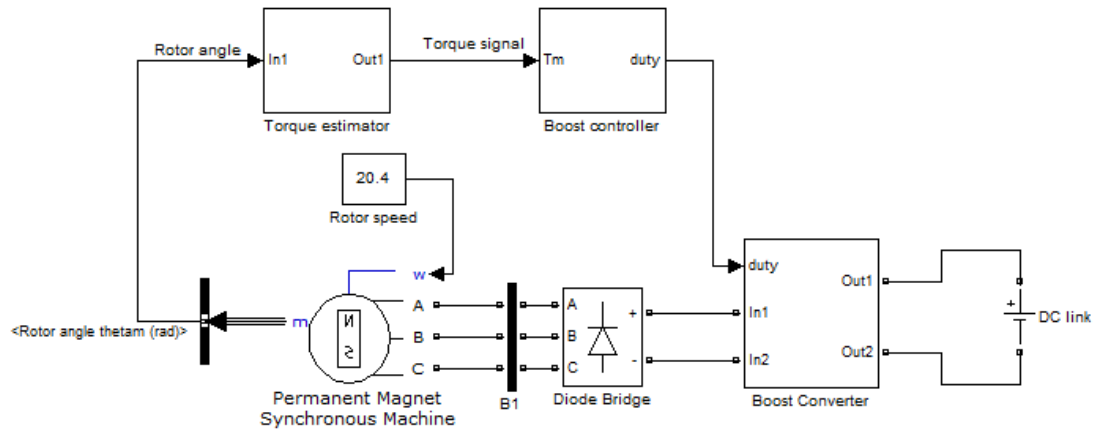 Rotor angle
In1
Out1
Torque estimator
Torque signal
Tm
duty
Boost controller
20.4
Rotor speed
w
<Rotor angle thetam (rad)>
m
N
S
A
B
C
Permanent Magnet
Synchronous Machine
B1
A
B
C
+
-
Diode Bridge
duty
In1
In2
Out1
Out2
Boost Converter
+
DC link